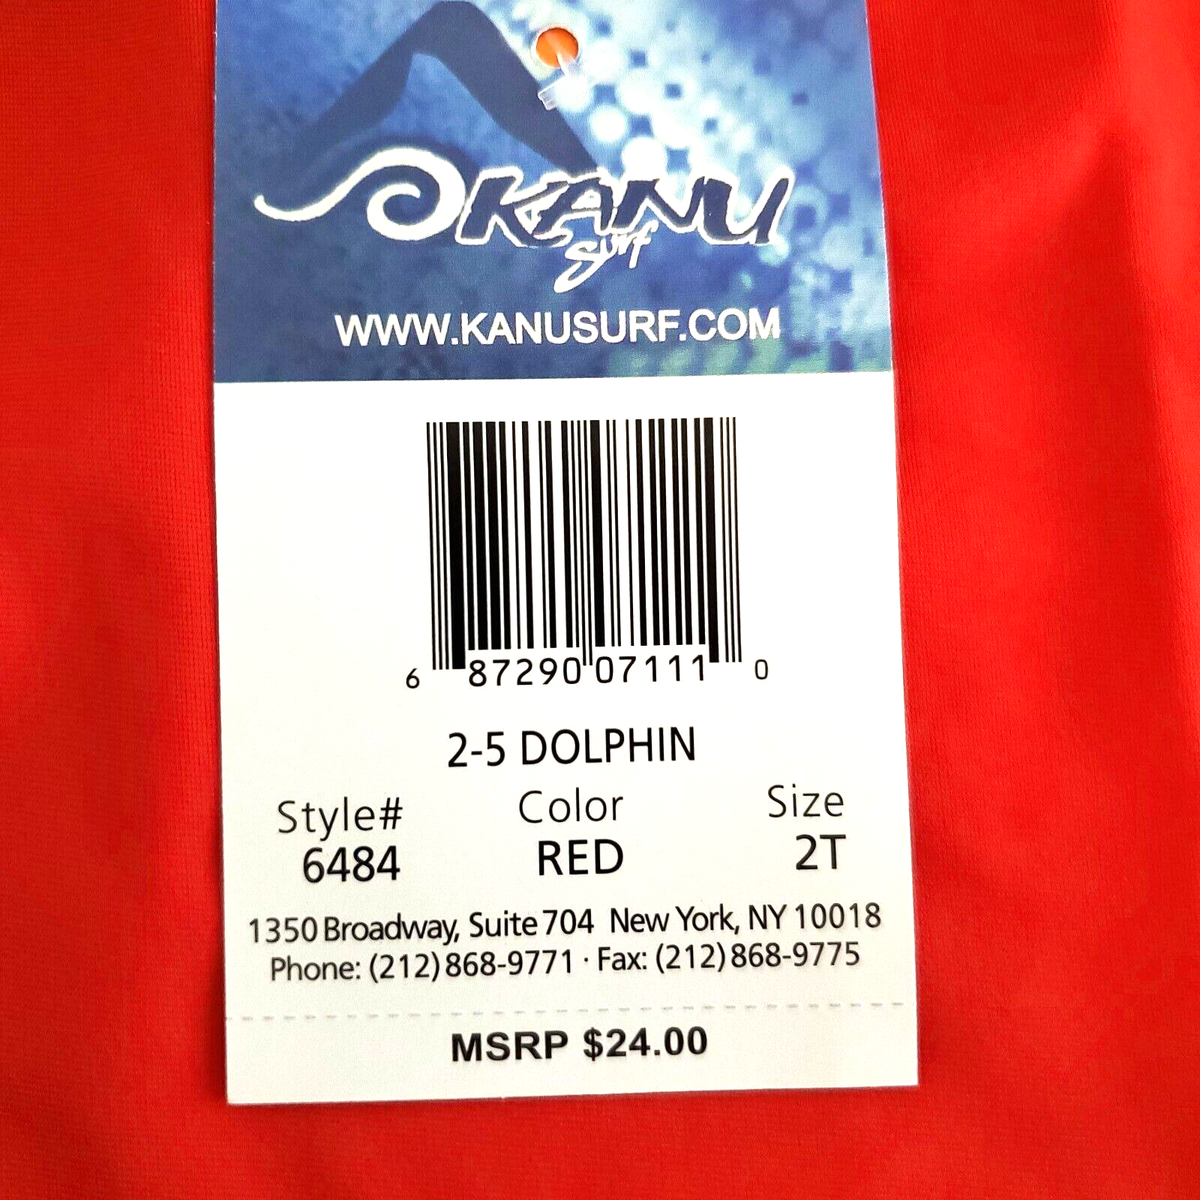 KANU
Surf
WWW.KANUSURF.COM
6 87290 07111 0
2-5 DOLPHIN
Style# Color Size
6484 RED 2T
1350 Broadway, Suite 704 New York, NY 10018
Phone: (212) 868-9771 · Fax: (212) 868-9775
MSRP $24.00